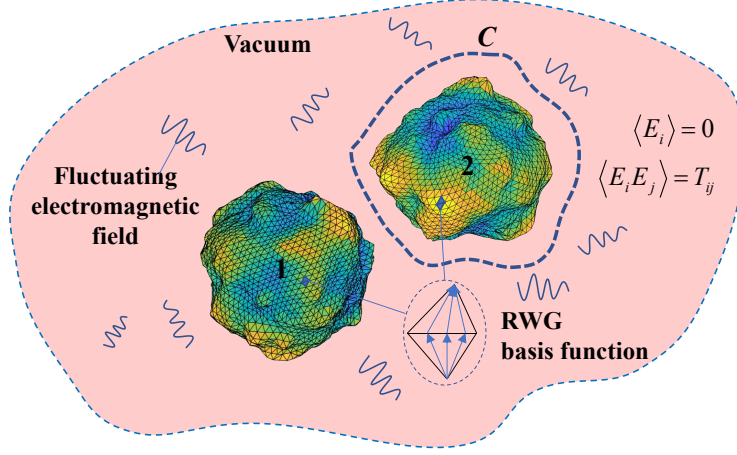 Vacuum
C
⟨E_i⟩ = 0
2
⟨E_i E_j⟩ = T_ij
Fluctuating
electromagnetic
field
1
RWG
basis function